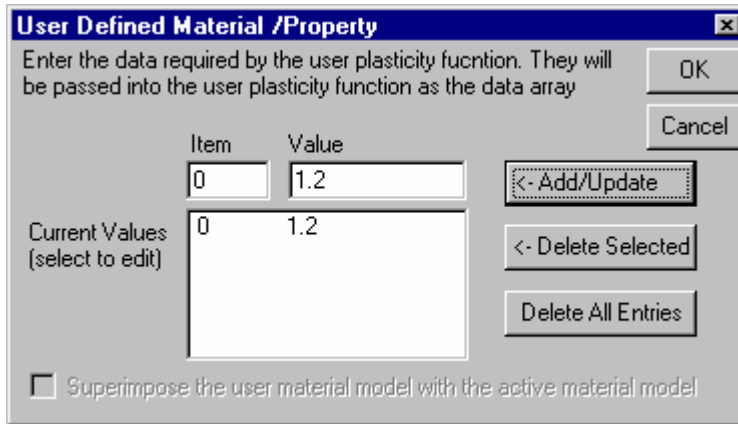 User Defined Material /Property
Enter the data required by the user plasticity fucntion. They will
be passed into the user plasticity function as the data array
OK
Cancel
Item Value
0 1.2
<- Add/Update
Current Values
(select to edit)
0 1.2
<- Delete Selected
Delete All Entries
Superimpose the user material model with the active material model